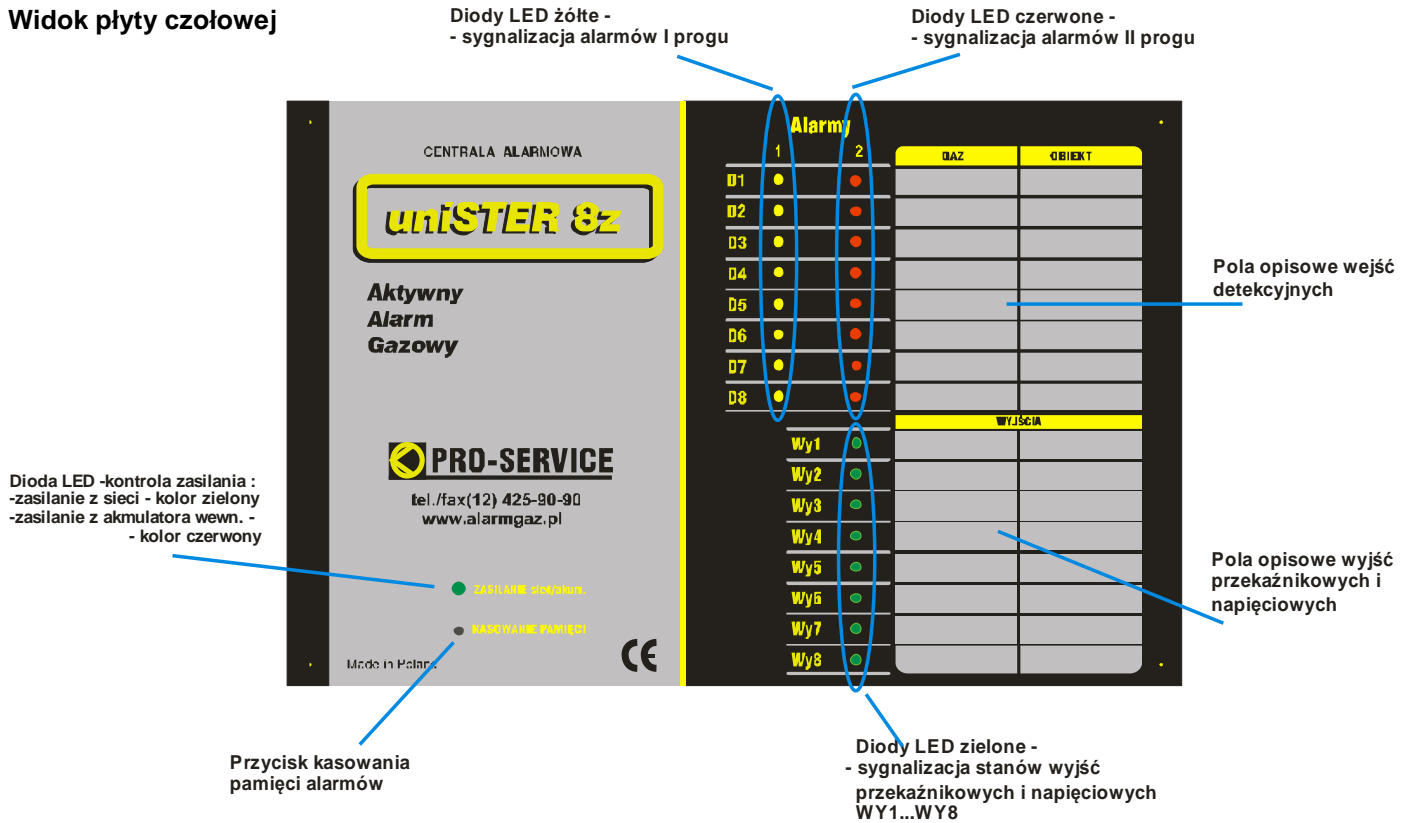 Widok płyty czołowej
Diody LED żółte -
- sygnalizacja alarmów I progu
Diody LED czerwone -
- sygnalizacja alarmów II progu
CENTRALA ALARMOWA
uniSTER 8z
Aktywny
Alarm
Gazowy
PRO-SERVICE
tel./fax(12) 425-90-90
www.alarmgaz.pl
ZASILANIE sieć/akum.
KASOWANIE PAMIĘCI
Made in Poland
CE
Alarmy
1 2
GAZ OBIEKT
D1
D2
D3
D4
D5
D6
D7
D8
WYJŚCIA
Wy1
Wy2
Wy3
Wy4
Wy5
Wy6
Wy7
Wy8
Pola opisowe wejść
detekcyjnych
Pola opisowe wyjść
przekaźnikowych i
napięciowych
Dioda LED -kontrola zasilania :
-zasilanie z sieci - kolor zielony
-zasilanie z akmulatora wewn. -
- kolor czerwony
Przycisk kasowania
pamięci alarmów
Diody LED zielone -
- sygnalizacja stanów wyjść
przekaźnikowych i napięciowych
WY1...WY8